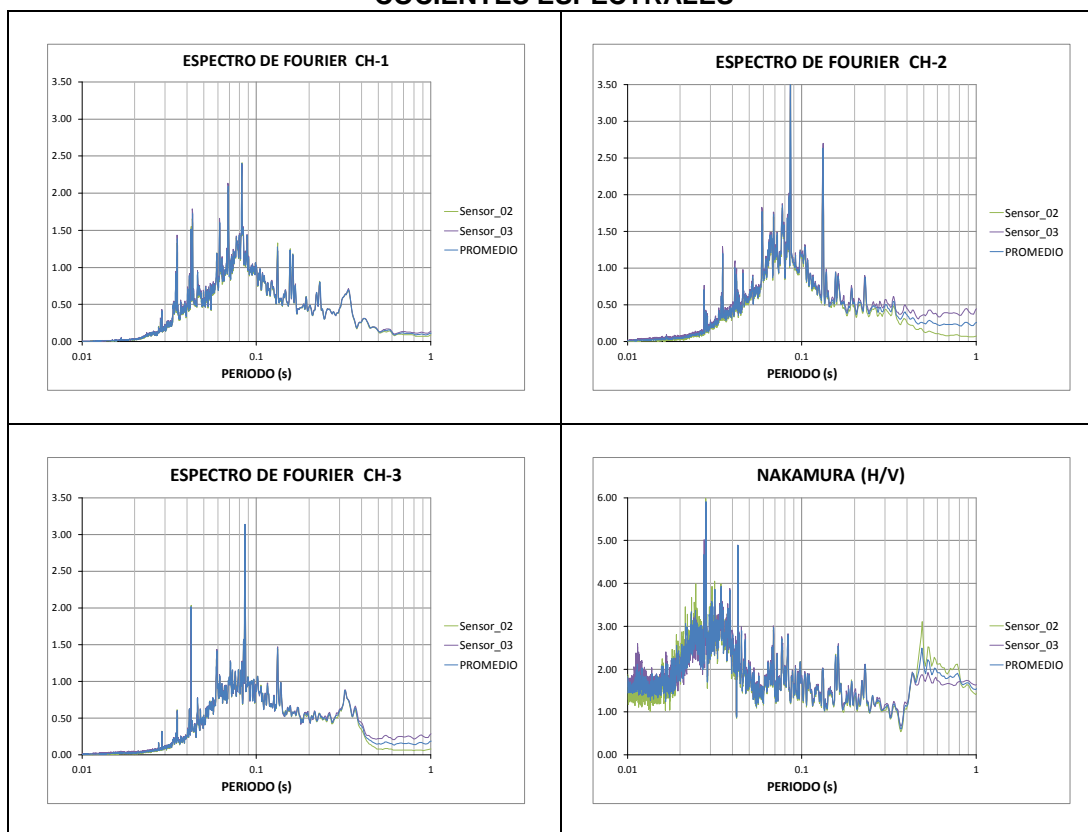 COCIENTES ESPECTRALES
ESPECTRO DE FOURIER CH-1
3.50
3.00
2.50
2.00
1.50
1.00
0.50
0.00
0.01
0.1
1
PERIODO (s)
Sensor_02
Sensor_03
PROMEDIO
ESPECTRO DE FOURIER CH-2
3.50
3.00
2.50
2.00
1.50
1.00
0.50
0.00
0.01
0.1
1
PERIODO (s)
Sensor_02
Sensor_03
PROMEDIO
ESPECTRO DE FOURIER CH-3
3.50
3.00
2.50
2.00
1.50
1.00
0.50
0.00
0.01
0.1
1
PERIODO (s)
Sensor_02
Sensor_03
PROMEDIO
NAKAMURA (H/V)
6.00
5.00
4.00
3.00
2.00
1.00
0.00
0.01
0.1
1
PERIODO (s)
Sensor_02
Sensor_03
PROMEDIO